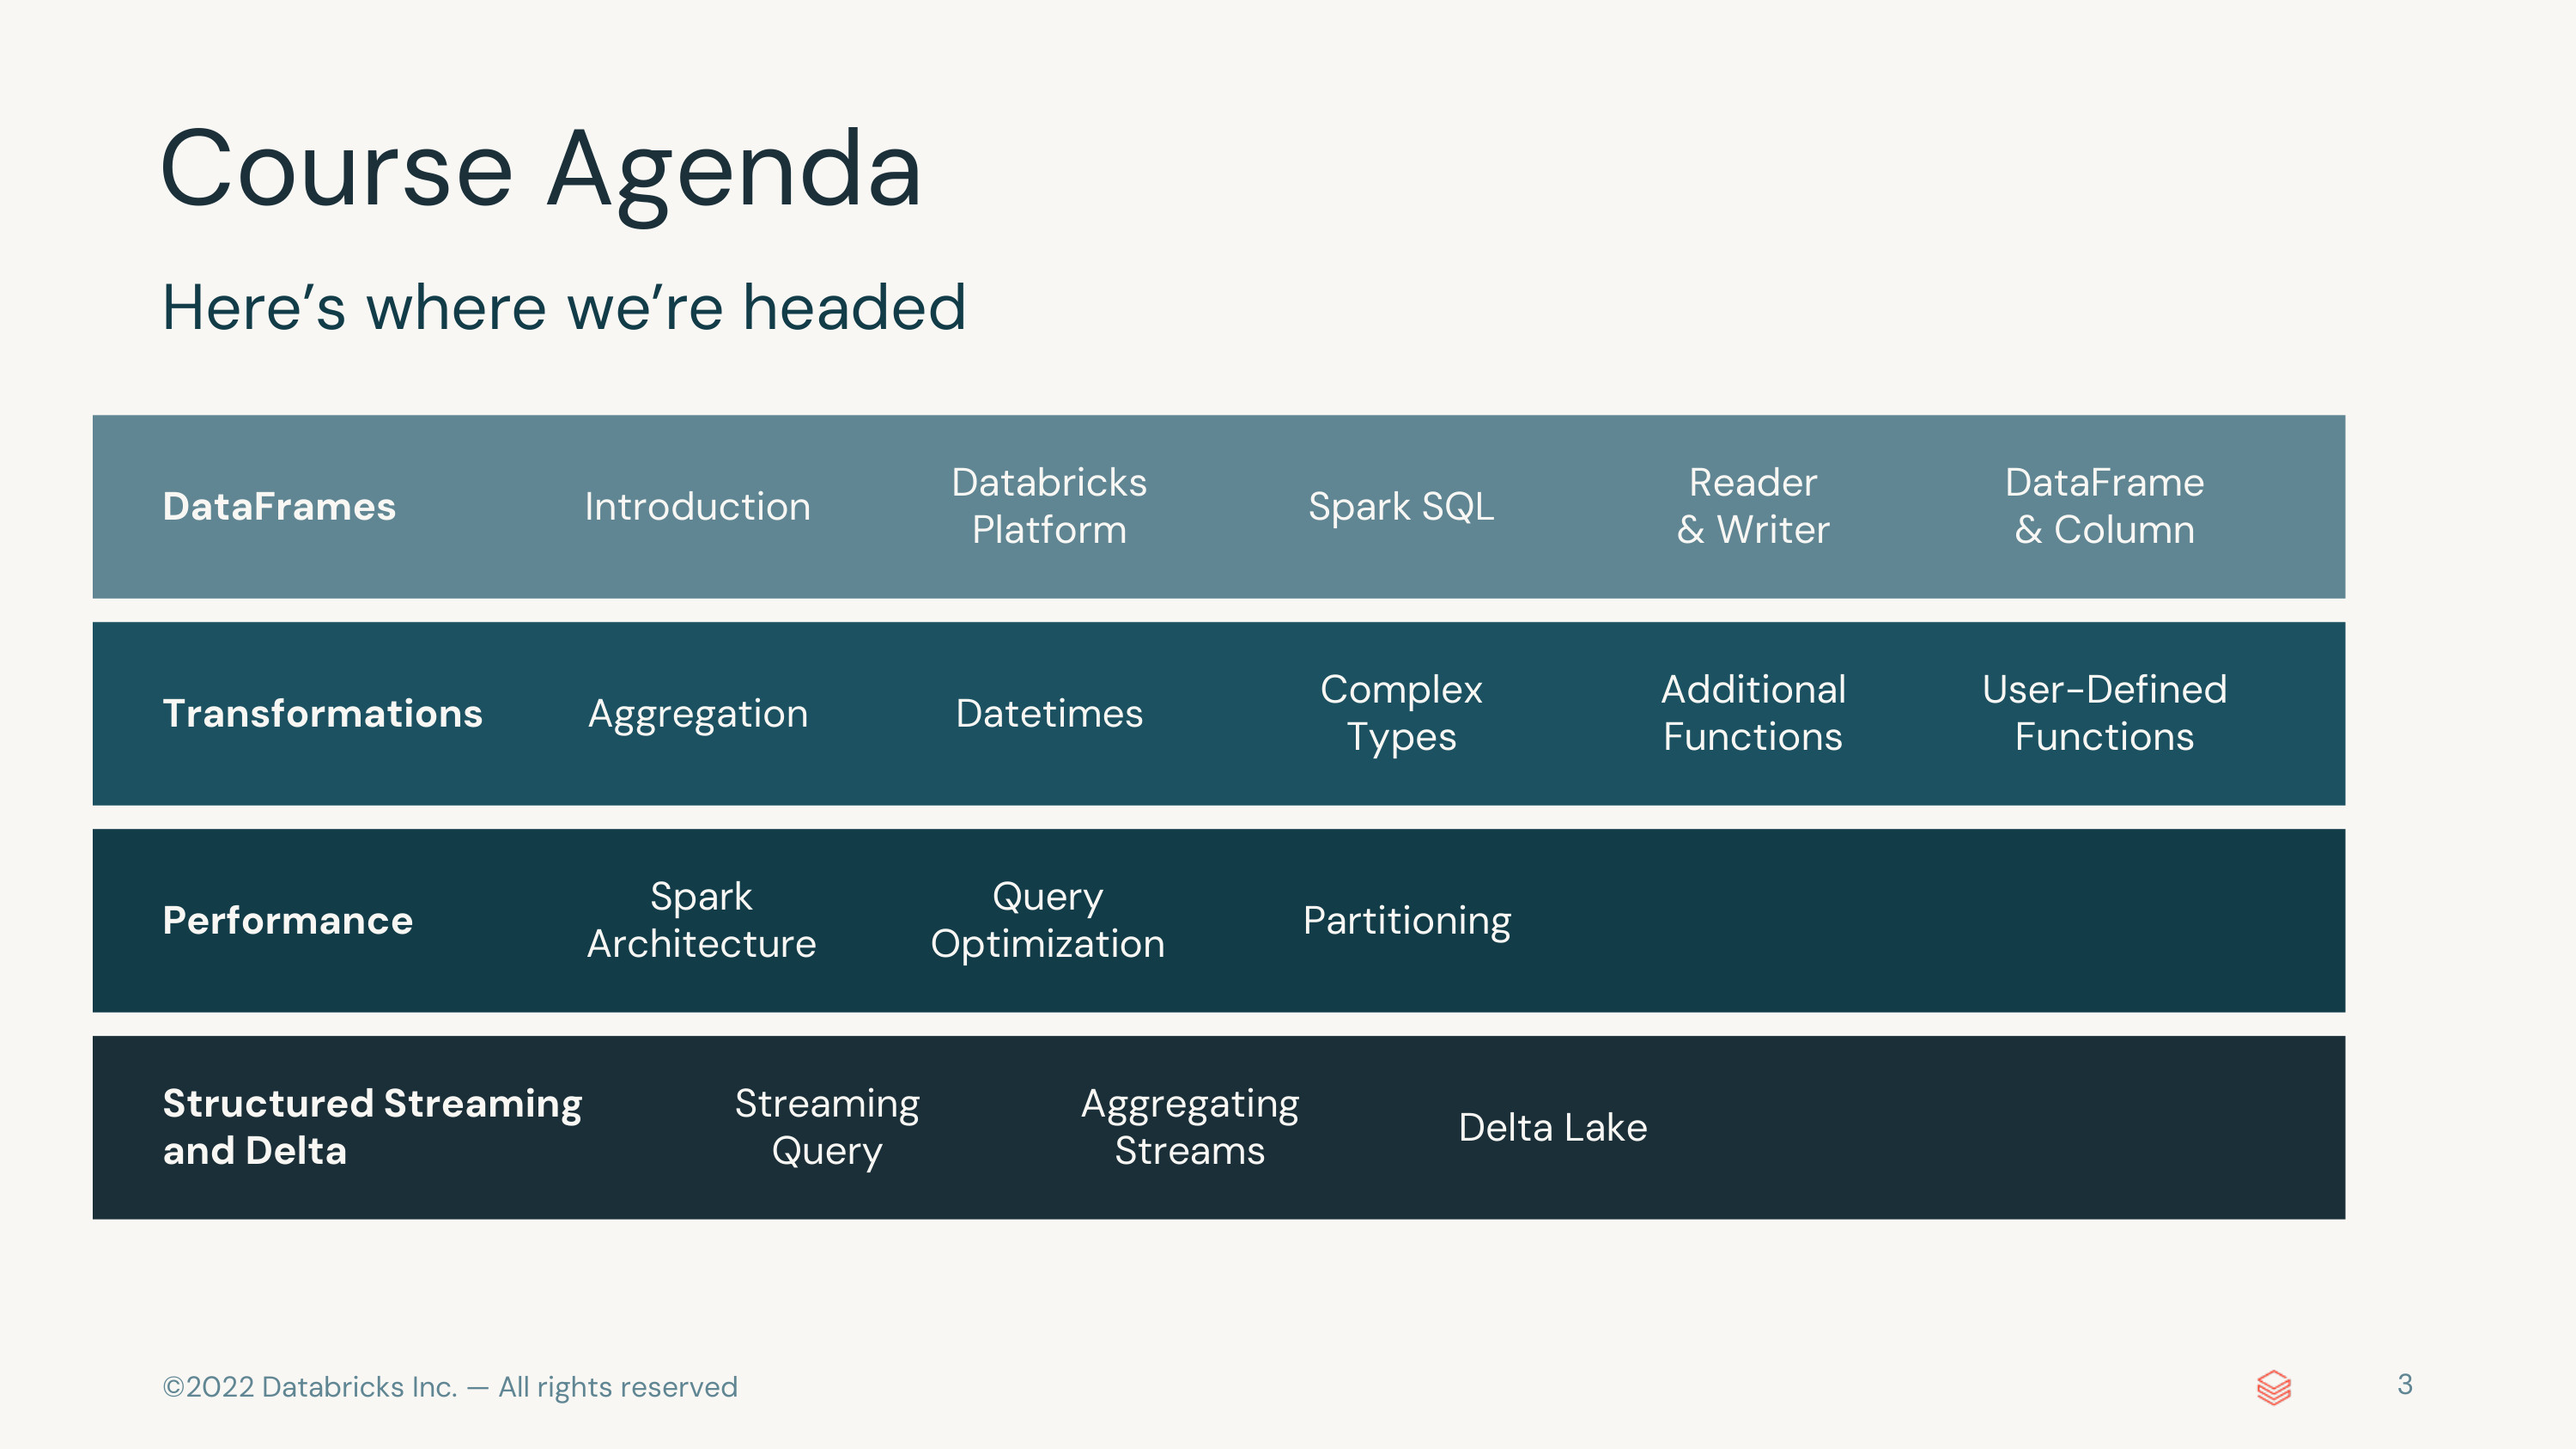 Course Agenda
Here’s where we’re headed
DataFrames
Introduction
Databricks
Platform
Spark SQL
Reader
& Writer
DataFrame
& Column
Transformations
Aggregation
Datetimes
Complex
Types
Additional
Functions
User-Defined
Functions
Performance
Spark
Architecture
Query
Optimization
Partitioning
Structured Streaming
and Delta
Streaming
Query
Aggregating
Streams
Delta Lake
©2022 Databricks Inc. — All rights reserved
3